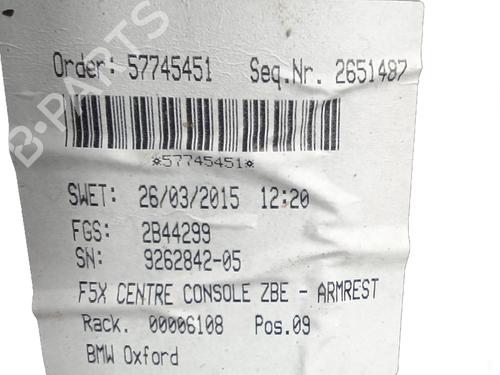 Order: 57745451 Seq.Nr. 2651487
*57745451*
SWET: 26/03/2015 12:20
FGS: 2B44299
SN: 9262842-05
F5X CENTRE CONSOLE ZBE - ARMREST
Rack. 00006108 Pos.09
BMW Oxford
B-PARTS